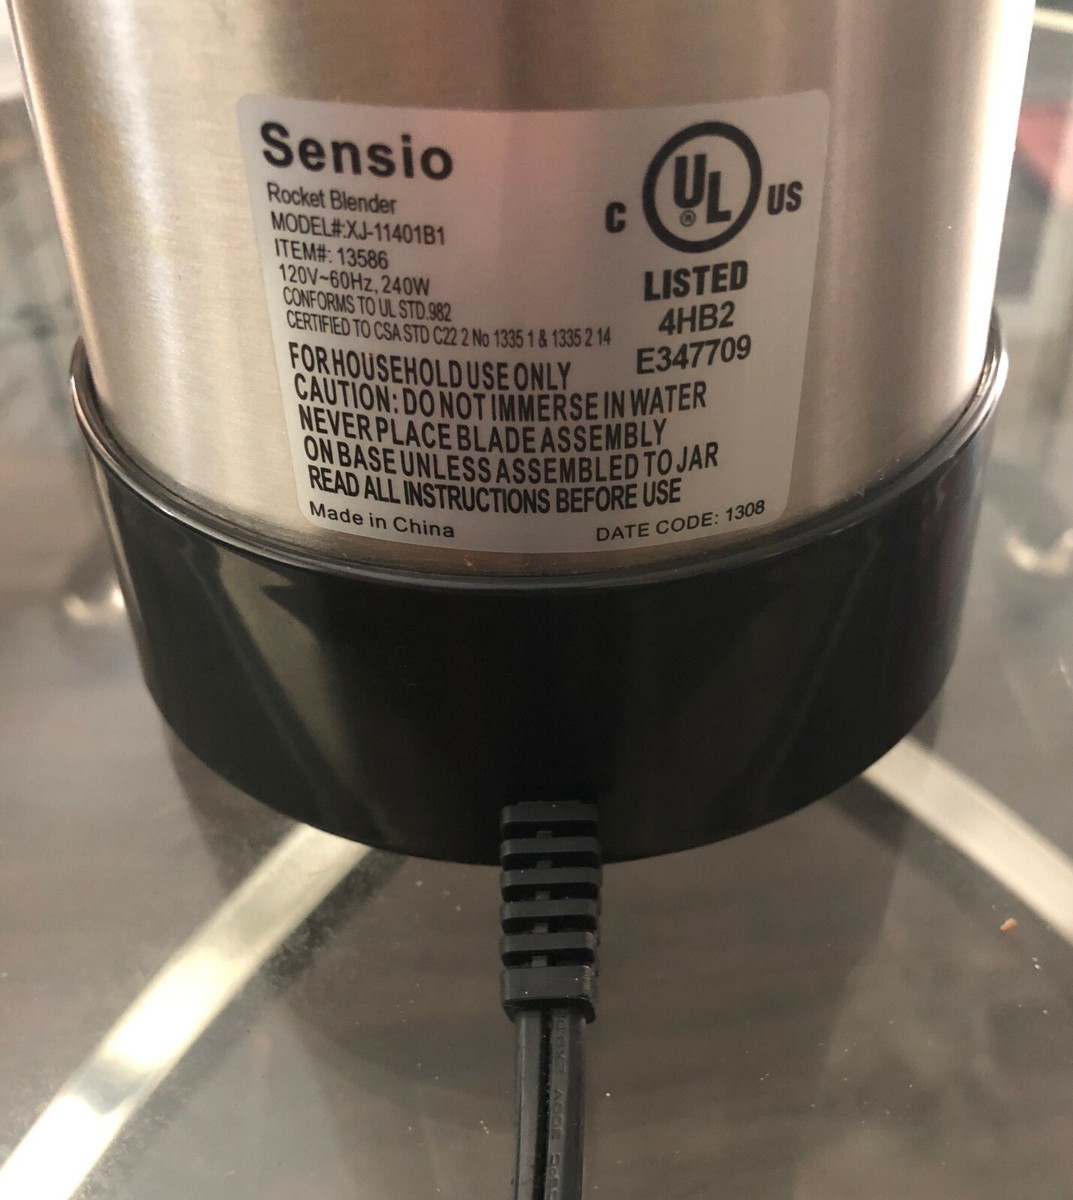 Sensio
Rocket Blender
MODEL#:XJ-11401B1
ITEM#: 13586
120V~60Hz, 240W
CONFORMS TO UL STD.982
CERTIFIED TO CSA STD C22 2 No 1335 1 & 1335 2 14
C UL ® US
LISTED
4HB2
E347709
FOR HOUSEHOLD USE ONLY
CAUTION: DO NOT IMMERSE IN WATER
NEVER PLACE BLADE ASSEMBLY
ON BASE UNLESS ASSEMBLED TO JAR
READ ALL INSTRUCTIONS BEFORE USE
Made in China
DATE CODE: 1308